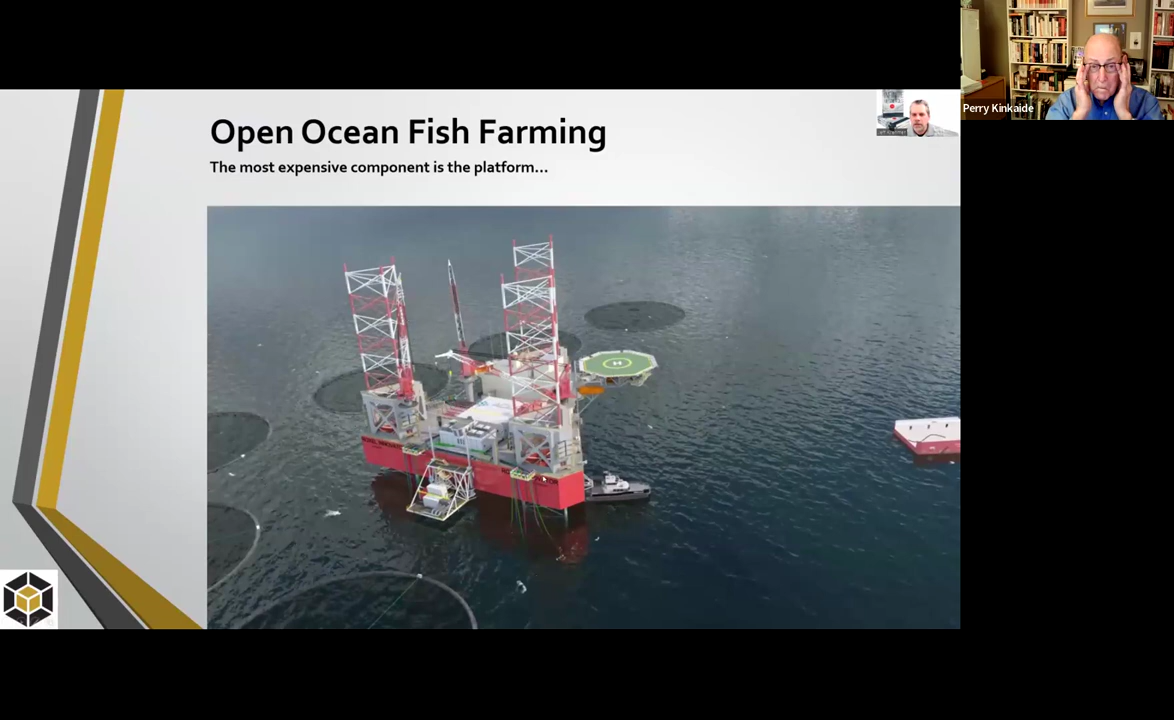 Open Ocean Fish Farming
The most expensive component is the platform...
Perry Kinkaide
H